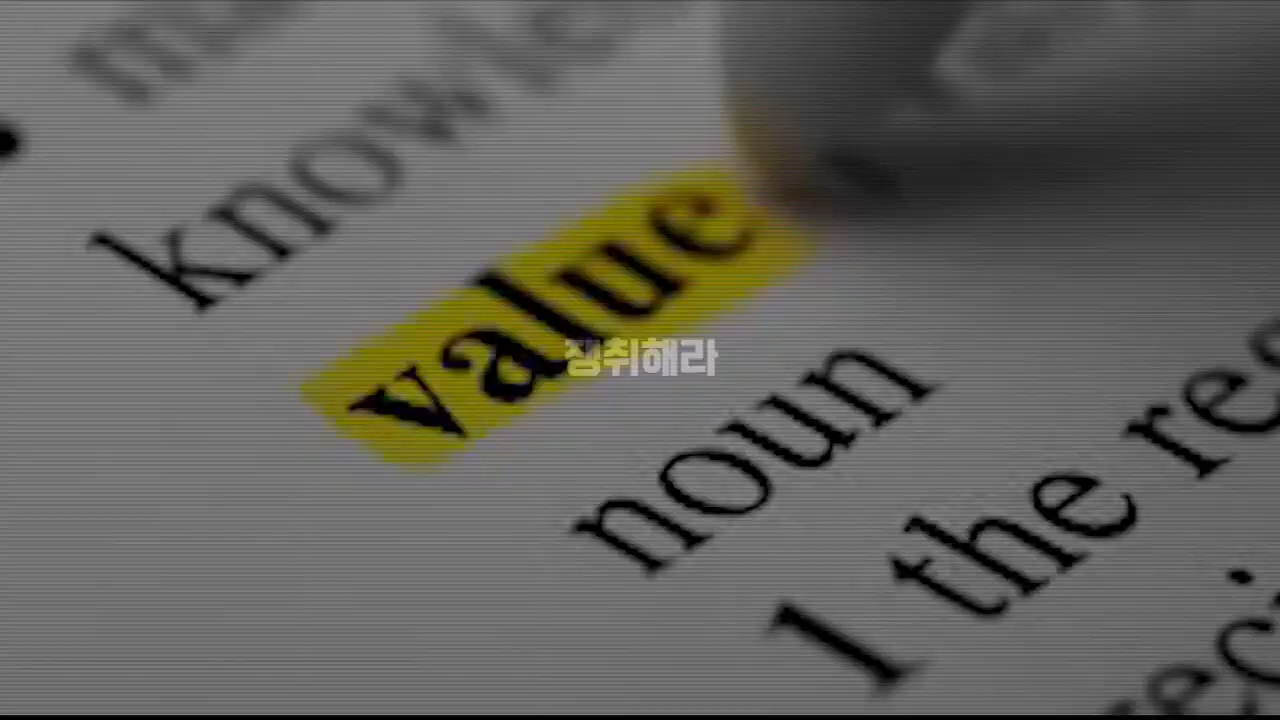 knowle
value
쟁취해라
noun
1 the re